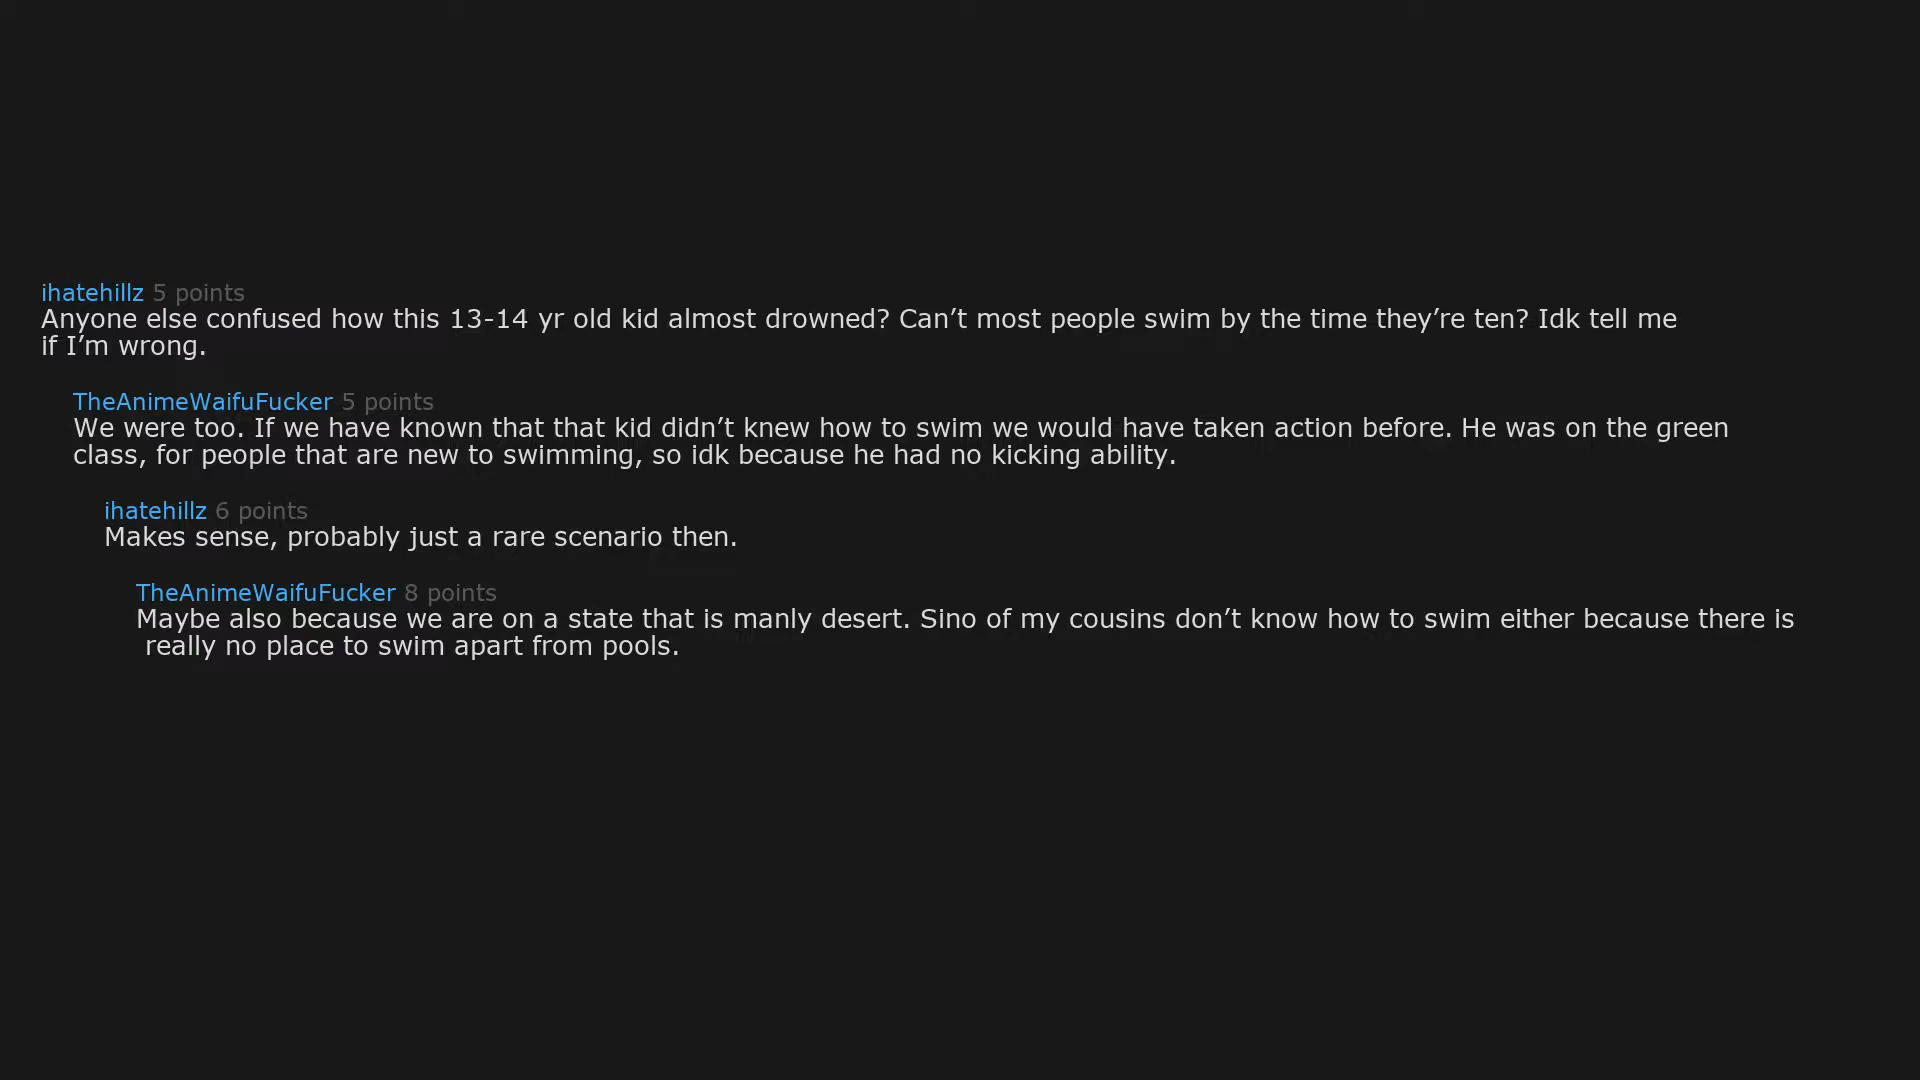 ihatehillz 5 points
Anyone else confused how this 13-14 yr old kid almost drowned? Can’t most people swim by the time they’re ten? Idk tell me
if I’m wrong.
TheAnimeWaifuFucker 5 points
We were too. If we have known that that kid didn’t knew how to swim we would have taken action before. He was on the green
class, for people that are new to swimming, so idk because he had no kicking ability.
ihatehillz 6 points
Makes sense, probably just a rare scenario then.
TheAnimeWaifuFucker 8 points
Maybe also because we are on a state that is manly desert. Sino of my cousins don’t know how to swim either because there is
really no place to swim apart from pools.